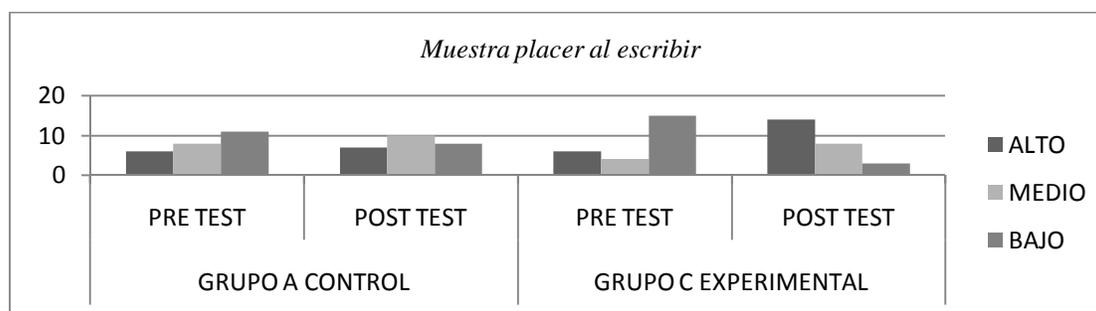 Muestra placer al escribir
20
10
0
ALTO
MEDIO
BAJO
PRE TEST POST TEST PRE TEST POST TEST
GRUPO A CONTROL GRUPO C EXPERIMENTAL